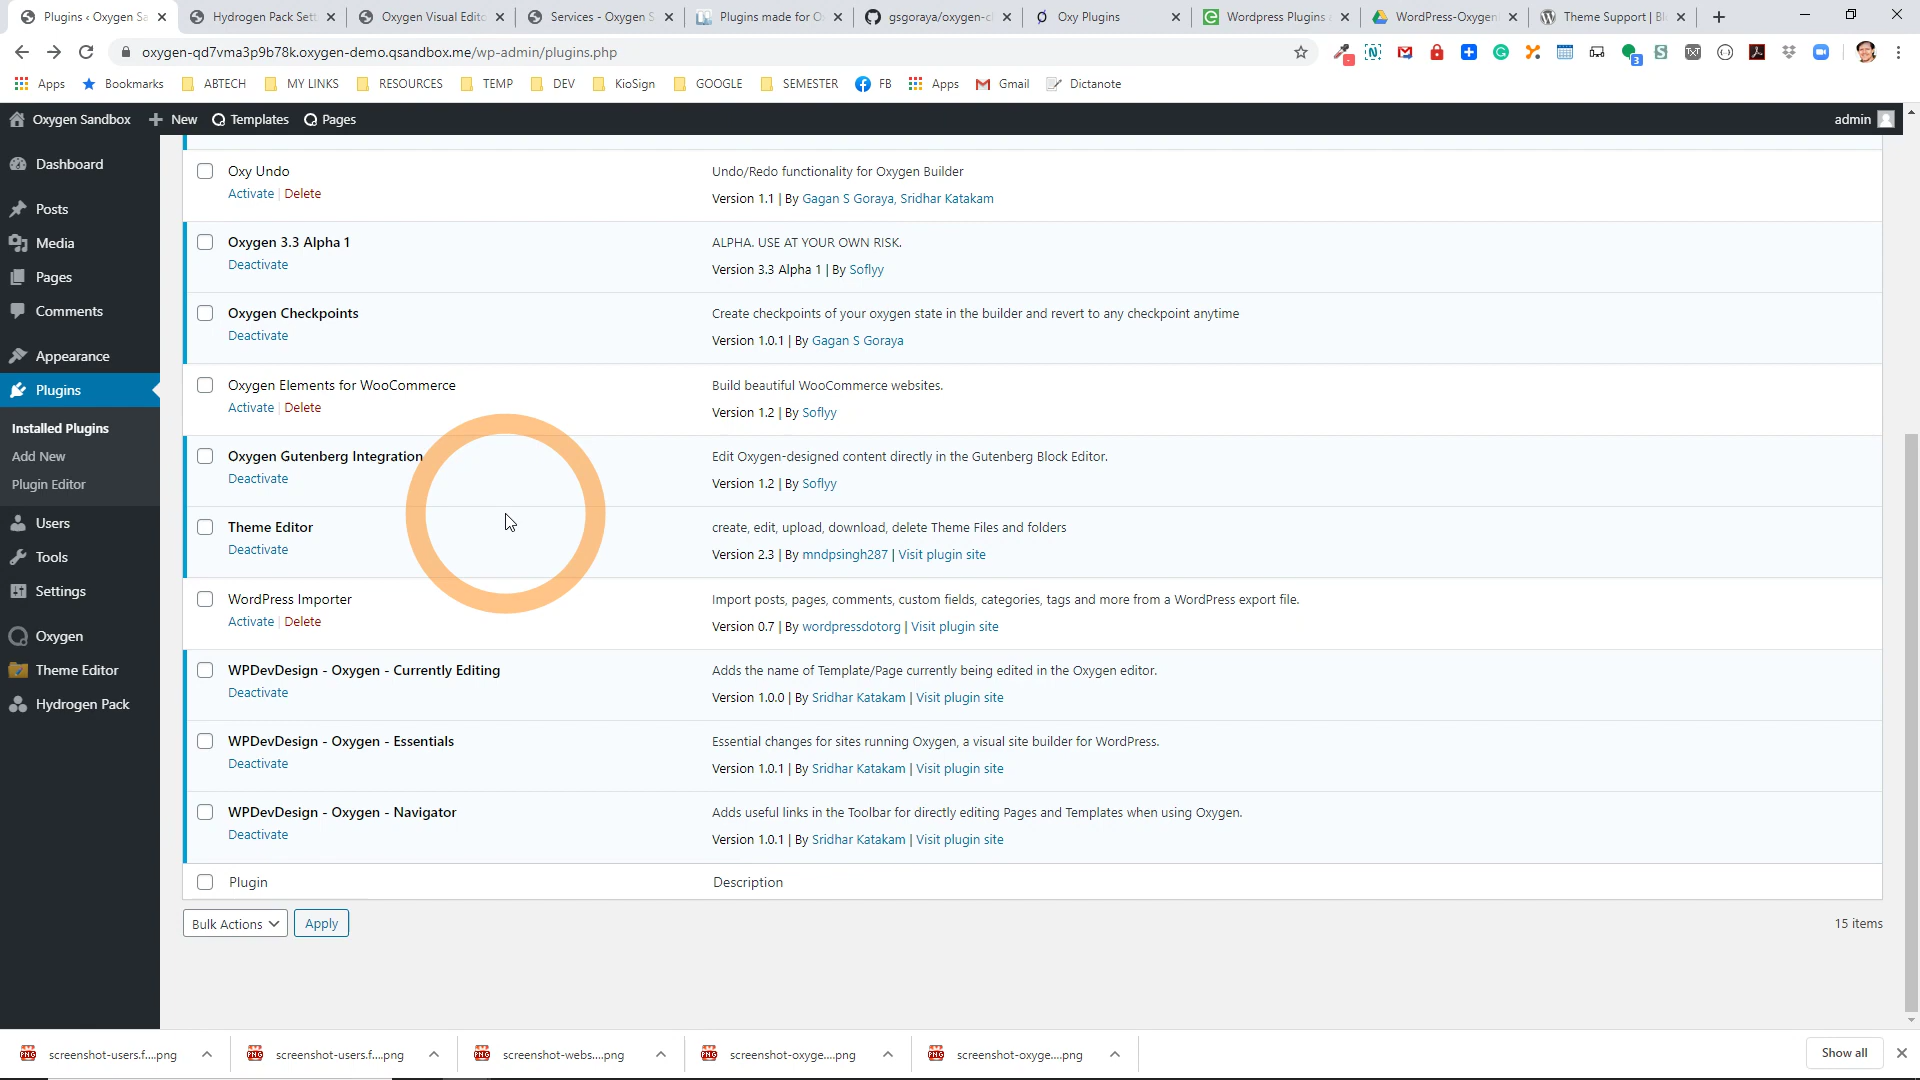 Plugins ‹ Oxygen Sa
Hydrogen Pack Sett
Oxygen Visual Edito
Services - Oxygen S
Plugins made for O
gsgoraya/oxygen-c
Oxy Plugins
Wordpress Plugins
WordPress-Oxygen
Theme Support | Bl
oxygen-qd7vma3p9b78k.oxygen-demo.qsandbox.me/wp-admin/plugins.php
Apps
Bookmarks
ABTECH
MY LINKS
RESOURCES
TEMP
DEV
KioSign
GOOGLE
SEMESTER
FB
Apps
Gmail
Dictanote
Oxygen Sandbox
New
Templates
Pages
admin
Dashboard
Posts
Media
Pages
Comments
Appearance
Plugins
Installed Plugins
Add New
Plugin Editor
Users
Tools
Settings
Oxygen
Theme Editor
Hydrogen Pack
Oxy Undo
Activate | Delete
Undo/Redo functionality for Oxygen Builder
Version 1.1 | By Gagan S Goraya, Sridhar Katakam
Oxygen 3.3 Alpha 1
Deactivate
ALPHA. USE AT YOUR OWN RISK.
Version 3.3 Alpha 1 | By Soflyy
Oxygen Checkpoints
Deactivate
Create checkpoints of your oxygen state in the builder and revert to any checkpoint anytime
Version 1.0.1 | By Gagan S Goraya
Oxygen Elements for WooCommerce
Activate | Delete
Build beautiful WooCommerce websites.
Version 1.2 | By Soflyy
Oxygen Gutenberg Integration
Deactivate
Edit Oxygen-designed content directly in the Gutenberg Block Editor.
Version 1.2 | By Soflyy
Theme Editor
Deactivate
create, edit, upload, download, delete Theme Files and folders
Version 2.3 | By mndpsingh287 | Visit plugin site
WordPress Importer
Activate | Delete
Import posts, pages, comments, custom fields, categories, tags and more from a WordPress export file.
Version 0.7 | By wordpressdotorg | Visit plugin site
WPDevDesign - Oxygen - Currently Editing
Deactivate
Adds the name of Template/Page currently being edited in the Oxygen editor.
Version 1.0.0 | By Sridhar Katakam | Visit plugin site
WPDevDesign - Oxygen - Essentials
Deactivate
Essential changes for sites running Oxygen, a visual site builder for WordPress.
Version 1.0.1 | By Sridhar Katakam | Visit plugin site
WPDevDesign - Oxygen - Navigator
Deactivate
Adds useful links in the Toolbar for directly editing Pages and Templates when using Oxygen.
Version 1.0.1 | By Sridhar Katakam | Visit plugin site
Plugin
Description
Bulk Actions
Apply
15 items
screenshot-users.f....png
screenshot-users.f....png
screenshot-webs....png
screenshot-oxyge....png
screenshot-oxyge....png
Show all